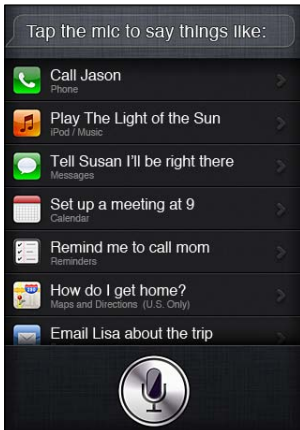 Tap the mic to say things like:
Call Jason
Phone
Play The Light of the Sun
iPod / Music
Tell Susan I'll be right there
Messages
Set up a meeting at 9
Calendar
Remind me to call mom
Reminders
How do I get home?
Maps and Directions (U.S. Only)
Email Lisa about the trip